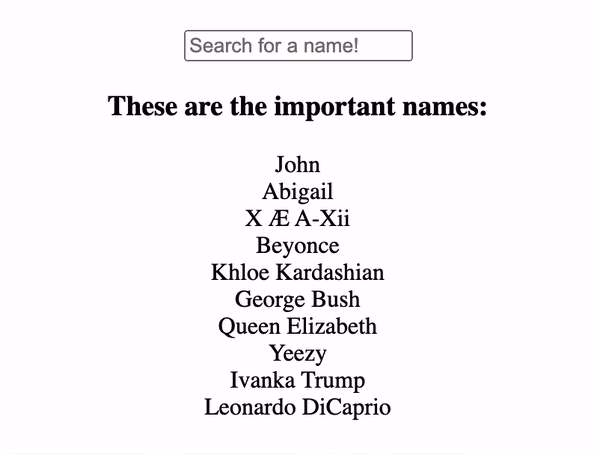 Search for a name!
These are the important names:
John
Abigail
X Æ A-Xii
Beyonce
Khloe Kardashian
George Bush
Queen Elizabeth
Yeezy
Ivanka Trump
Leonardo DiCaprio